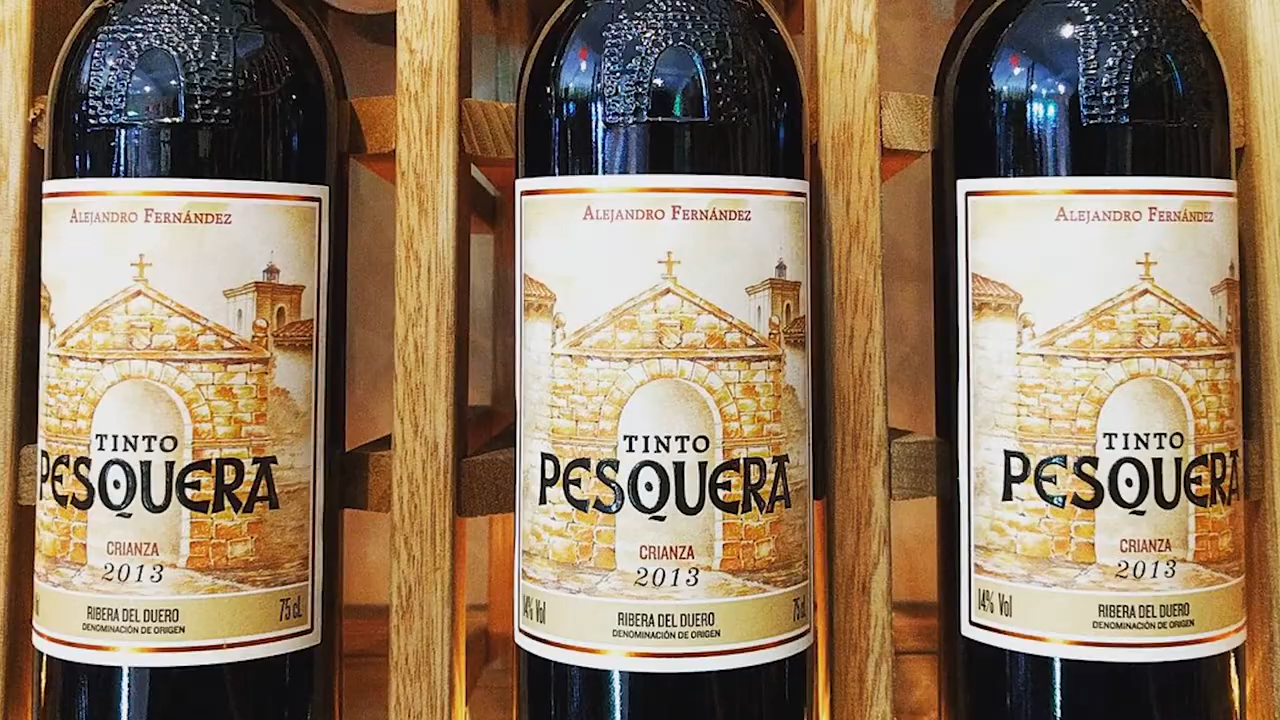 ALEJANDRO FERNÁNDEZ
TINTO
PESQUERA
CRIANZA
2013
RIBERA DEL DUERO
DENOMINACIÓN DE ORIGEN
75 cL
ALEJANDRO FERNÁNDEZ
TINTO
PESQUERA
CRIANZA
2013
14% Vol
RIBERA DEL DUERO
DENOMINACIÓN DE ORIGEN
75 cL
ALEJANDRO FERNÁNDEZ
TINTO
PESQUERA
CRIANZA
2013
14% Vol
RIBERA DEL DUERO
DENOMINACIÓN DE ORIGEN